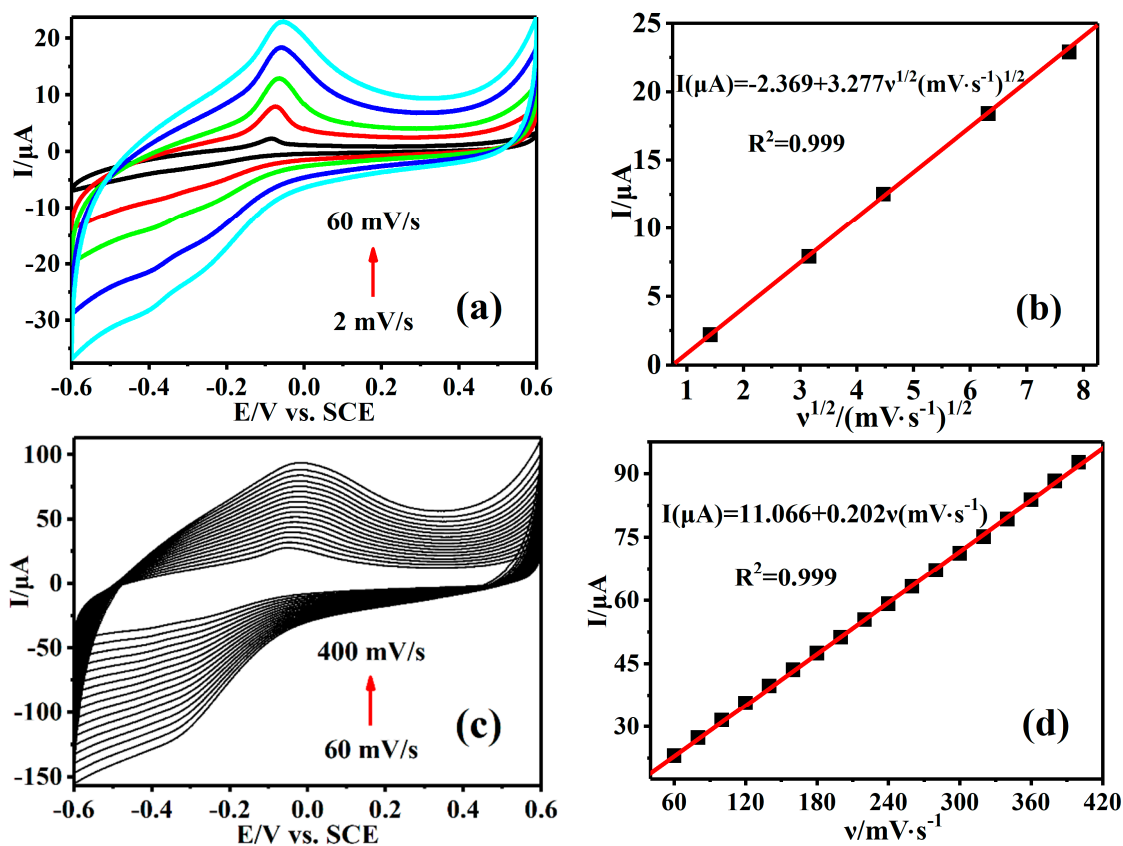 20
10
0
-10
-20
-30
I/μA
60 mV/s
2 mV/s
(a)
-0.6 -0.4 -0.2 0.0 0.2 0.4 0.6
E/V vs. SCE
25
20
15
10
5
0
I/μA
I(μA)=-2.369+3.277ν^1/2(mV·s^-1)^1/2
R^2=0.999
(b)
1 2 3 4 5 6 7 8
ν^1/2/(mV·s^-1)^1/2
100
50
0
-50
-100
-150
I/μA
400 mV/s
60 mV/s
(c)
-0.6 -0.4 -0.2 0.0 0.2 0.4 0.6
E/V vs. SCE
90
75
60
45
30
I/μA
I(μA)=11.066+0.202ν(mV·s^-1)
R^2=0.999
(d)
60 120 180 240 300 360 420
ν/mV·s^-1